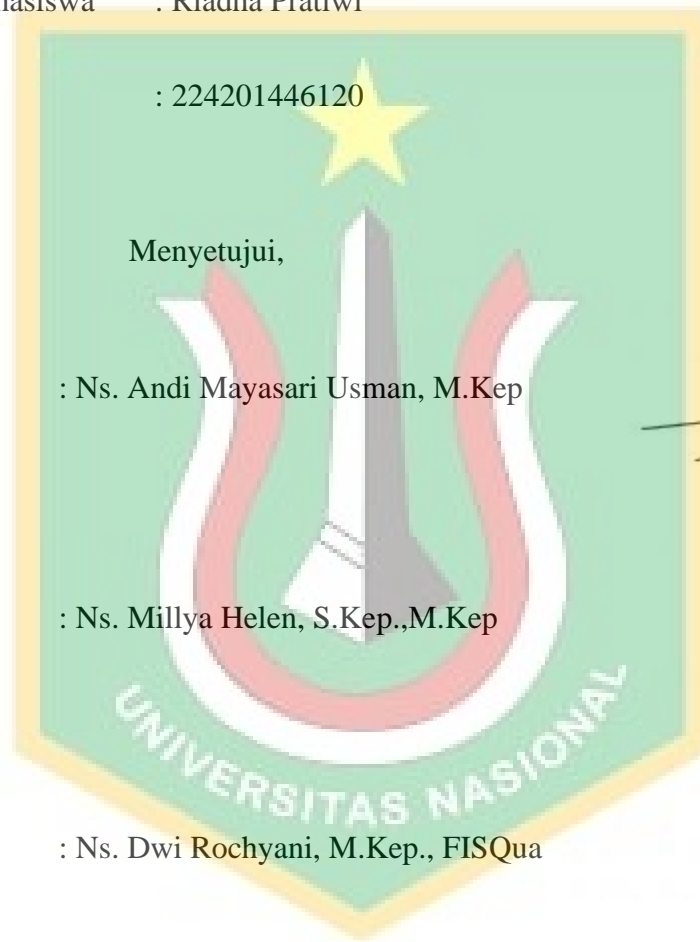 : Riadha Pratiwi
: 224201446120
Menyetujui,
: Ns. Andi Mayasari Usman, M.Kep
: Ns. Millya Helen, S.Kep.,M.Kep
UNIVERSITAS NASIONAL
: Ns. Dwi Rochyani, M.Kep., FISQua